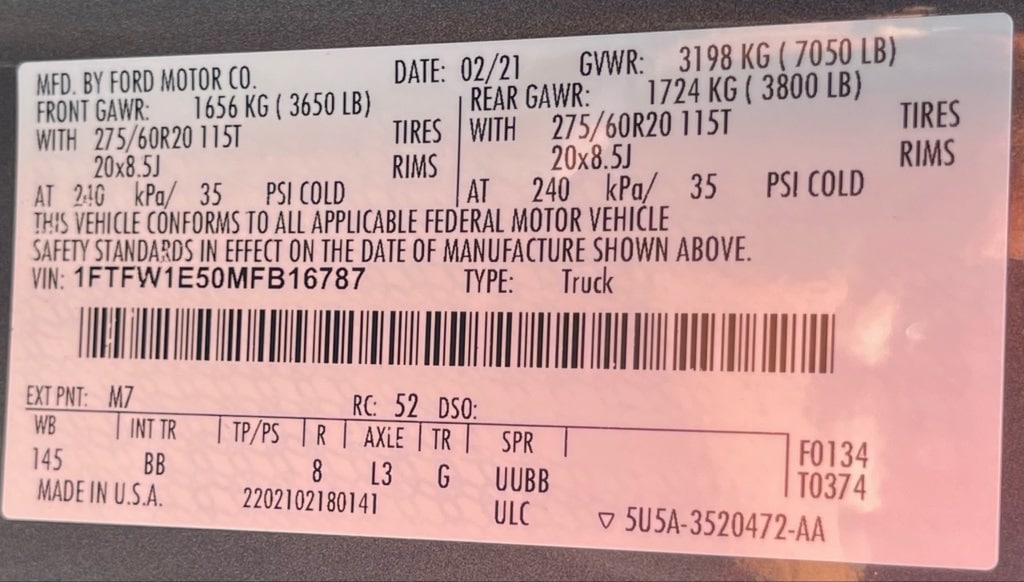 MFD. BY FORD MOTOR CO. DATE: 02/21 GVWR: 3198 KG ( 7050 LB)
FRONT GAWR: 1656 KG ( 3650 LB) REAR GAWR: 1724 KG ( 3800 LB)
WITH 275/60R20 115T TIRES WITH 275/60R20 115T TIRES
20x8.5J RIMS 20x8.5J RIMS
AT 240 kPa/ 35 PSI COLD AT 240 kPa/ 35 PSI COLD
THIS VEHICLE CONFORMS TO ALL APPLICABLE FEDERAL MOTOR VEHICLE
SAFETY STANDARDS IN EFFECT ON THE DATE OF MANUFACTURE SHOWN ABOVE.
VIN: 1FTFW1E50MFB16787 TYPE: Truck
EXT PNT: M7 RC: 52 DSO:
WB INT TR TP/PS R AXLE TR SPR F0134
145 BB 8 L3 G UUBB T0374
MADE IN U.S.A. 2202102180141 ULC ▽ 5U5A-3520472-AA